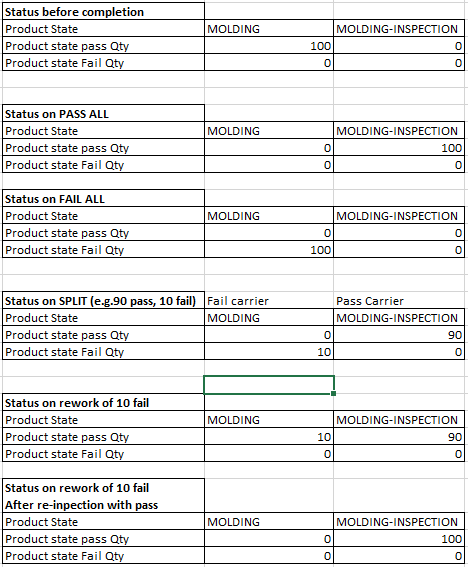 Status before completion
Product State MOLDING MOLDING-INSPECTION
Product state pass Qty 100 0
Product state Fail Qty 0 0
Status on PASS ALL
Product State MOLDING MOLDING-INSPECTION
Product state pass Qty 0 100
Product state Fail Qty 0 0
Status on FAIL ALL
Product State MOLDING MOLDING-INSPECTION
Product state pass Qty 0 0
Product state Fail Qty 100 0
Status on SPLIT (e.g.90 pass, 10 fail) Fail carrier Pass Carrier
Product State MOLDING MOLDING-INSPECTION
Product state pass Qty 0 90
Product state Fail Qty 10 0
Status on rework of 10 fail
Product State MOLDING MOLDING-INSPECTION
Product state pass Qty 10 90
Product state Fail Qty 0 0
Status on rework of 10 fail
After re-inpection with pass
Product State MOLDING MOLDING-INSPECTION
Product state pass Qty 0 100
Product state Fail Qty 0 0